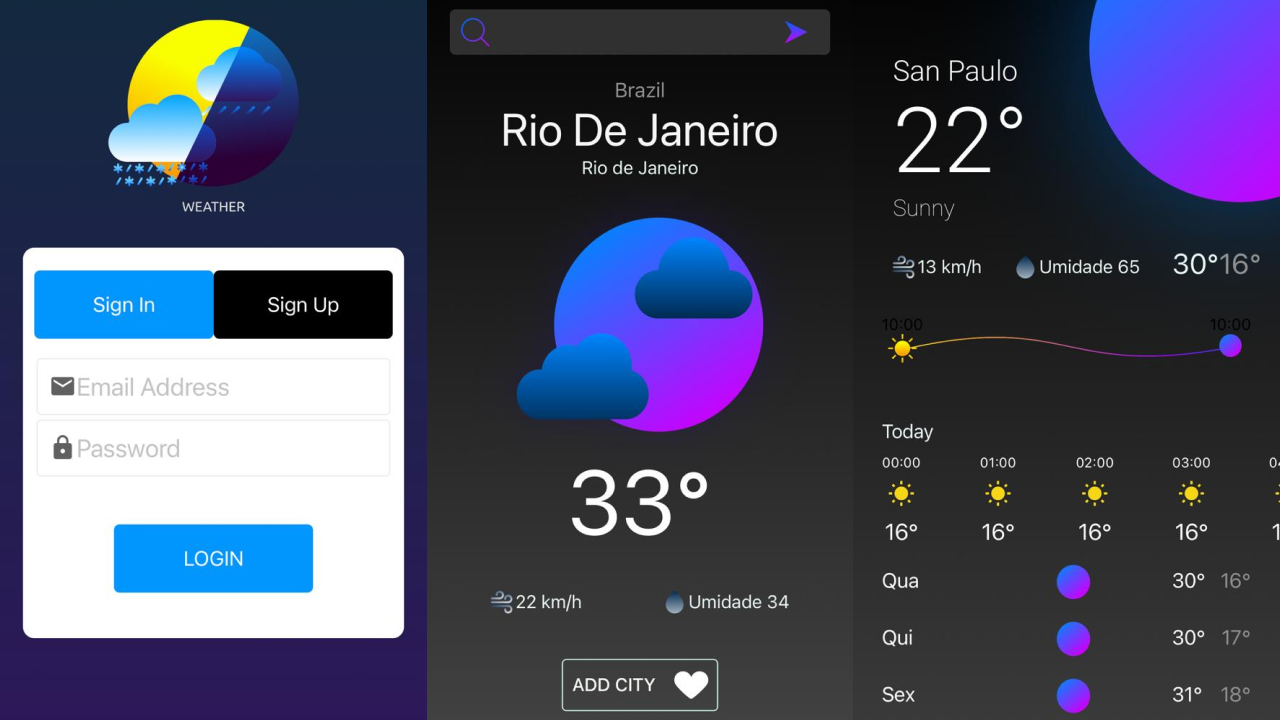 WEATHER
Sign In Sign Up
Email Address
Password
LOGIN
Brazil
Rio De Janeiro
Rio de Janeiro
33°
22 km/h Umidade 34
ADD CITY
San Paulo
22°
Sunny
13 km/h Umidade 65 30° 16°
10:00 10:00
Today
00:00 01:00 02:00 03:00
16° 16° 16° 16°
Qua 30° 16°
Qui 30° 17°
Sex 31° 18°